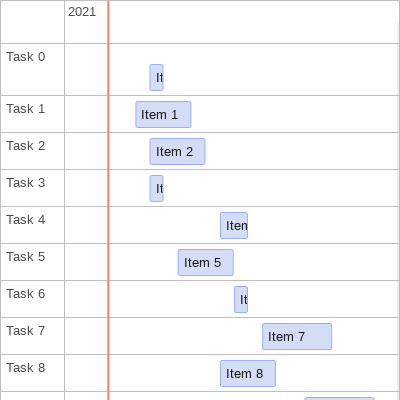 2021
Task 0
It
Task 1
Item 1
Task 2
Item 2
Task 3
It
Task 4
Item
Task 5
Item 5
Task 6
It
Task 7
Item 7
Task 8
Item 8